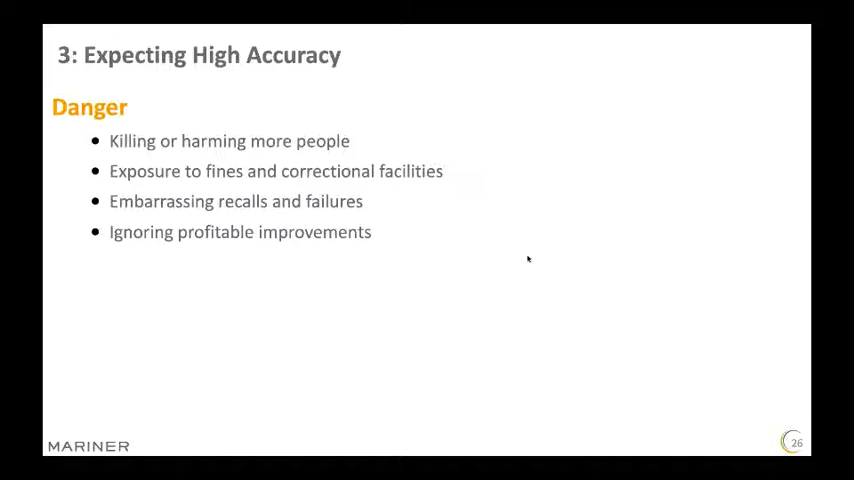 3: Expecting High Accuracy
Danger
• Killing or harming more people
• Exposure to fines and correctional facilities
• Embarrassing recalls and failures
• Ignoring profitable improvements
MARINER
26